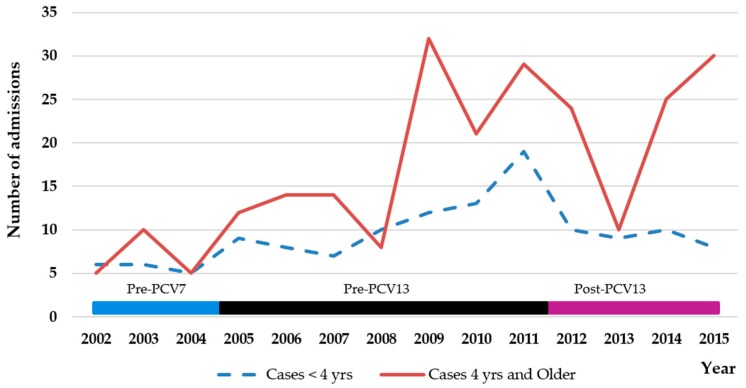 35
30
25
20
15
10
5
0
Number of admissions
Pre-PCV7 Pre-PCV13 Post-PCV13
2002 2003 2004 2005 2006 2007 2008 2009 2010 2011 2012 2013 2014 2015
Year
Cases < 4 yrs Cases 4 yrs and Older